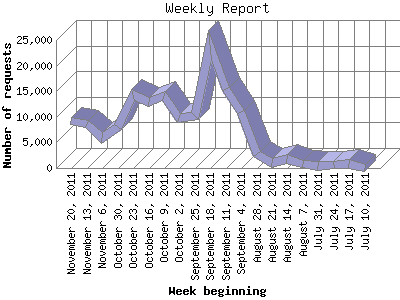 Weekly Report
Number of requests
25,000
20,000
15,000
10,000
5,000
0
November 20, 2011
November 13, 2011
November 6, 2011
October 30, 2011
October 23, 2011
October 16, 2011
October 9, 2011
October 2, 2011
September 25, 2011
September 18, 2011
September 11, 2011
September 4, 2011
August 28, 2011
August 21, 2011
August 14, 2011
August 7, 2011
July 31, 2011
July 24, 2011
July 17, 2011
July 10, 2011
Week beginning